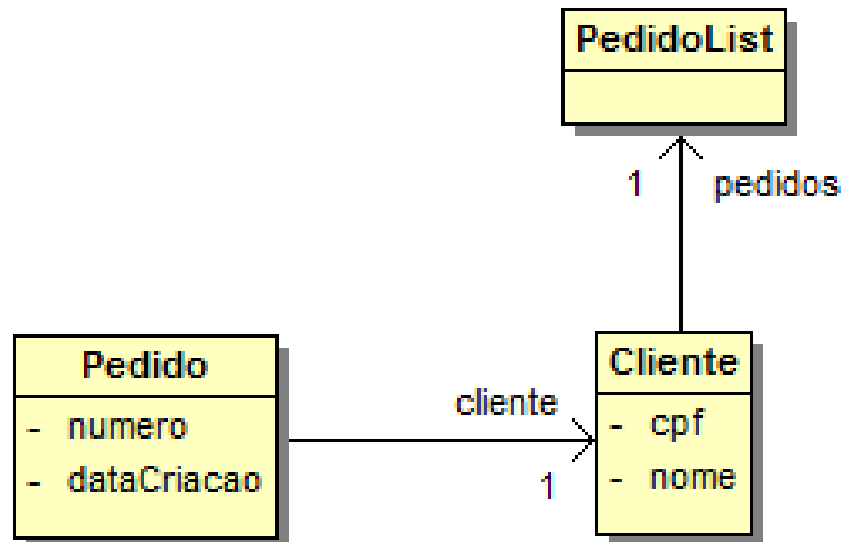 PedidoList
1 pedidos
Pedido
- numero
- dataCriacao
cliente
1
Cliente
- cpf
- nome